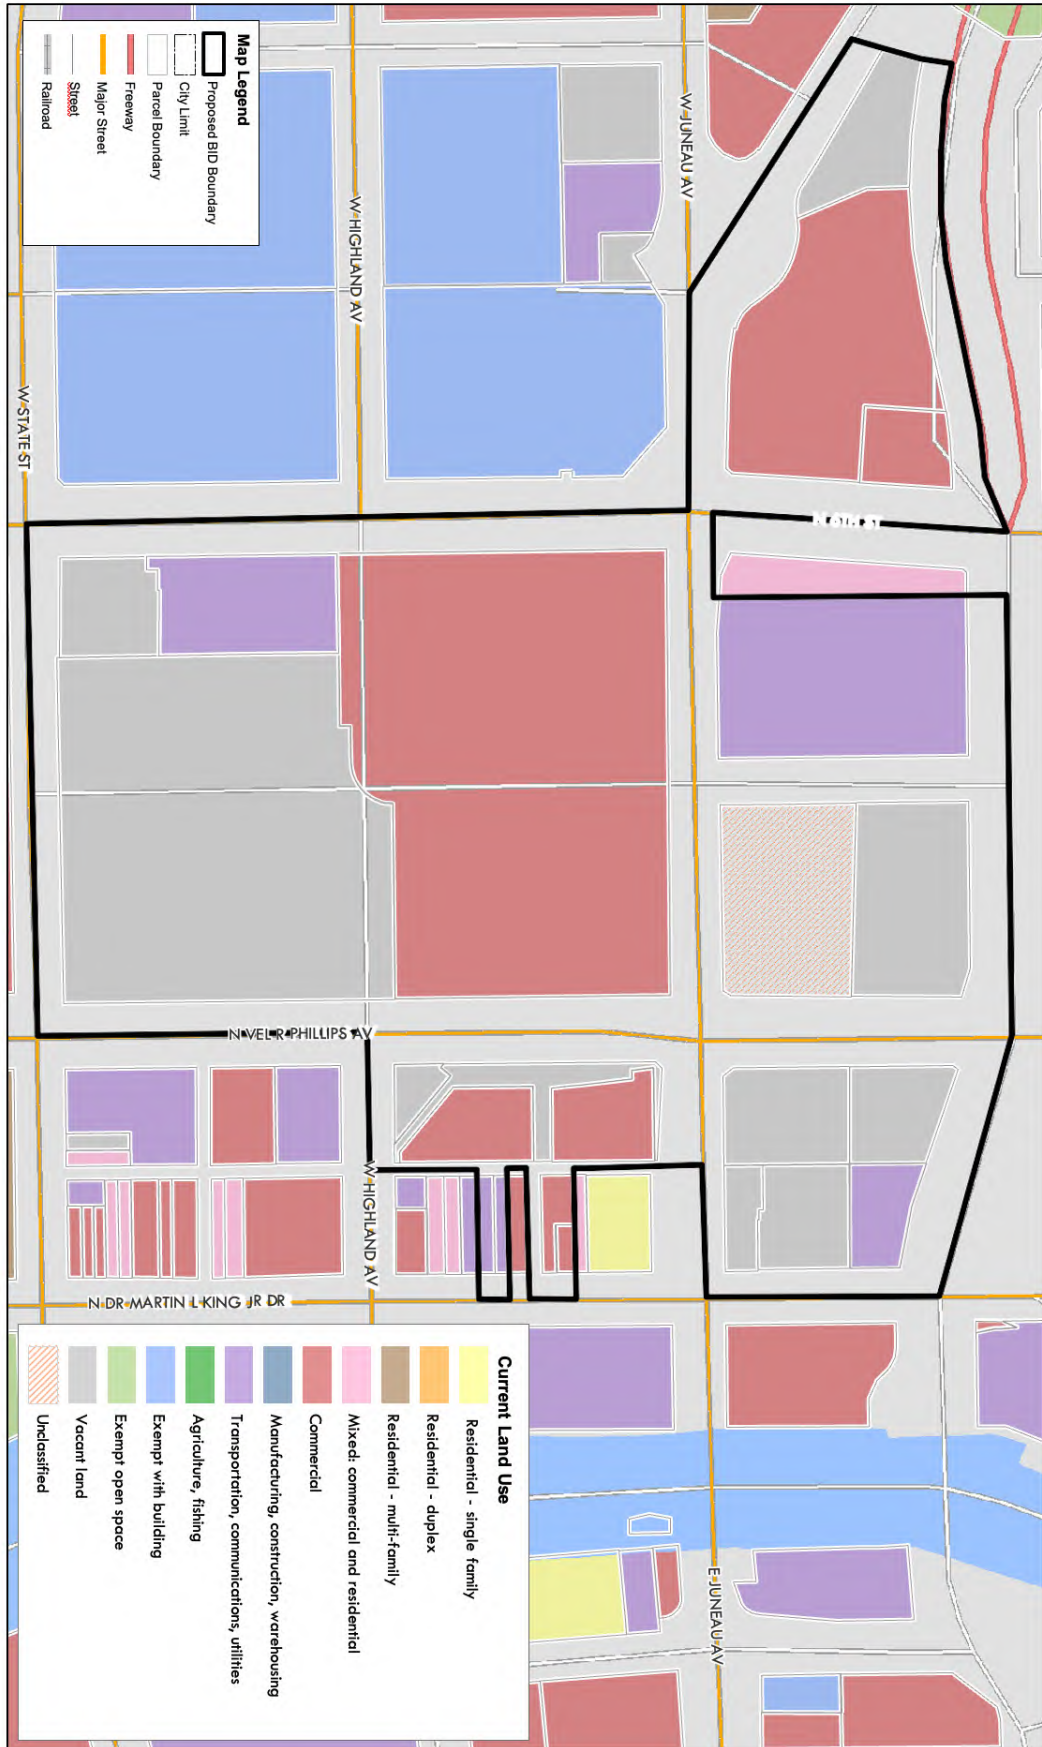 Map Legend
Proposed BID Boundary
City Limit
Parcel Boundary
Freeway
Major Street
Street
Railroad
W JUNEAU AV
W HIGHLAND AV
W STATE ST
N 6TH ST
N VEL R PHILLIPS AV
W HIGHLAND AV
N DR MARTIN L KING JR DR
E JUNEAU AV
Current Land Use
Residential - single family
Residential - duplex
Residential - multi-family
Mixed: commercial and residential
Commercial
Manufacturing, construction, warehousing
Transportation, communications, utilities
Agriculture, fishing
Exempt with building
Exempt open space
Vacant land
Unclassified